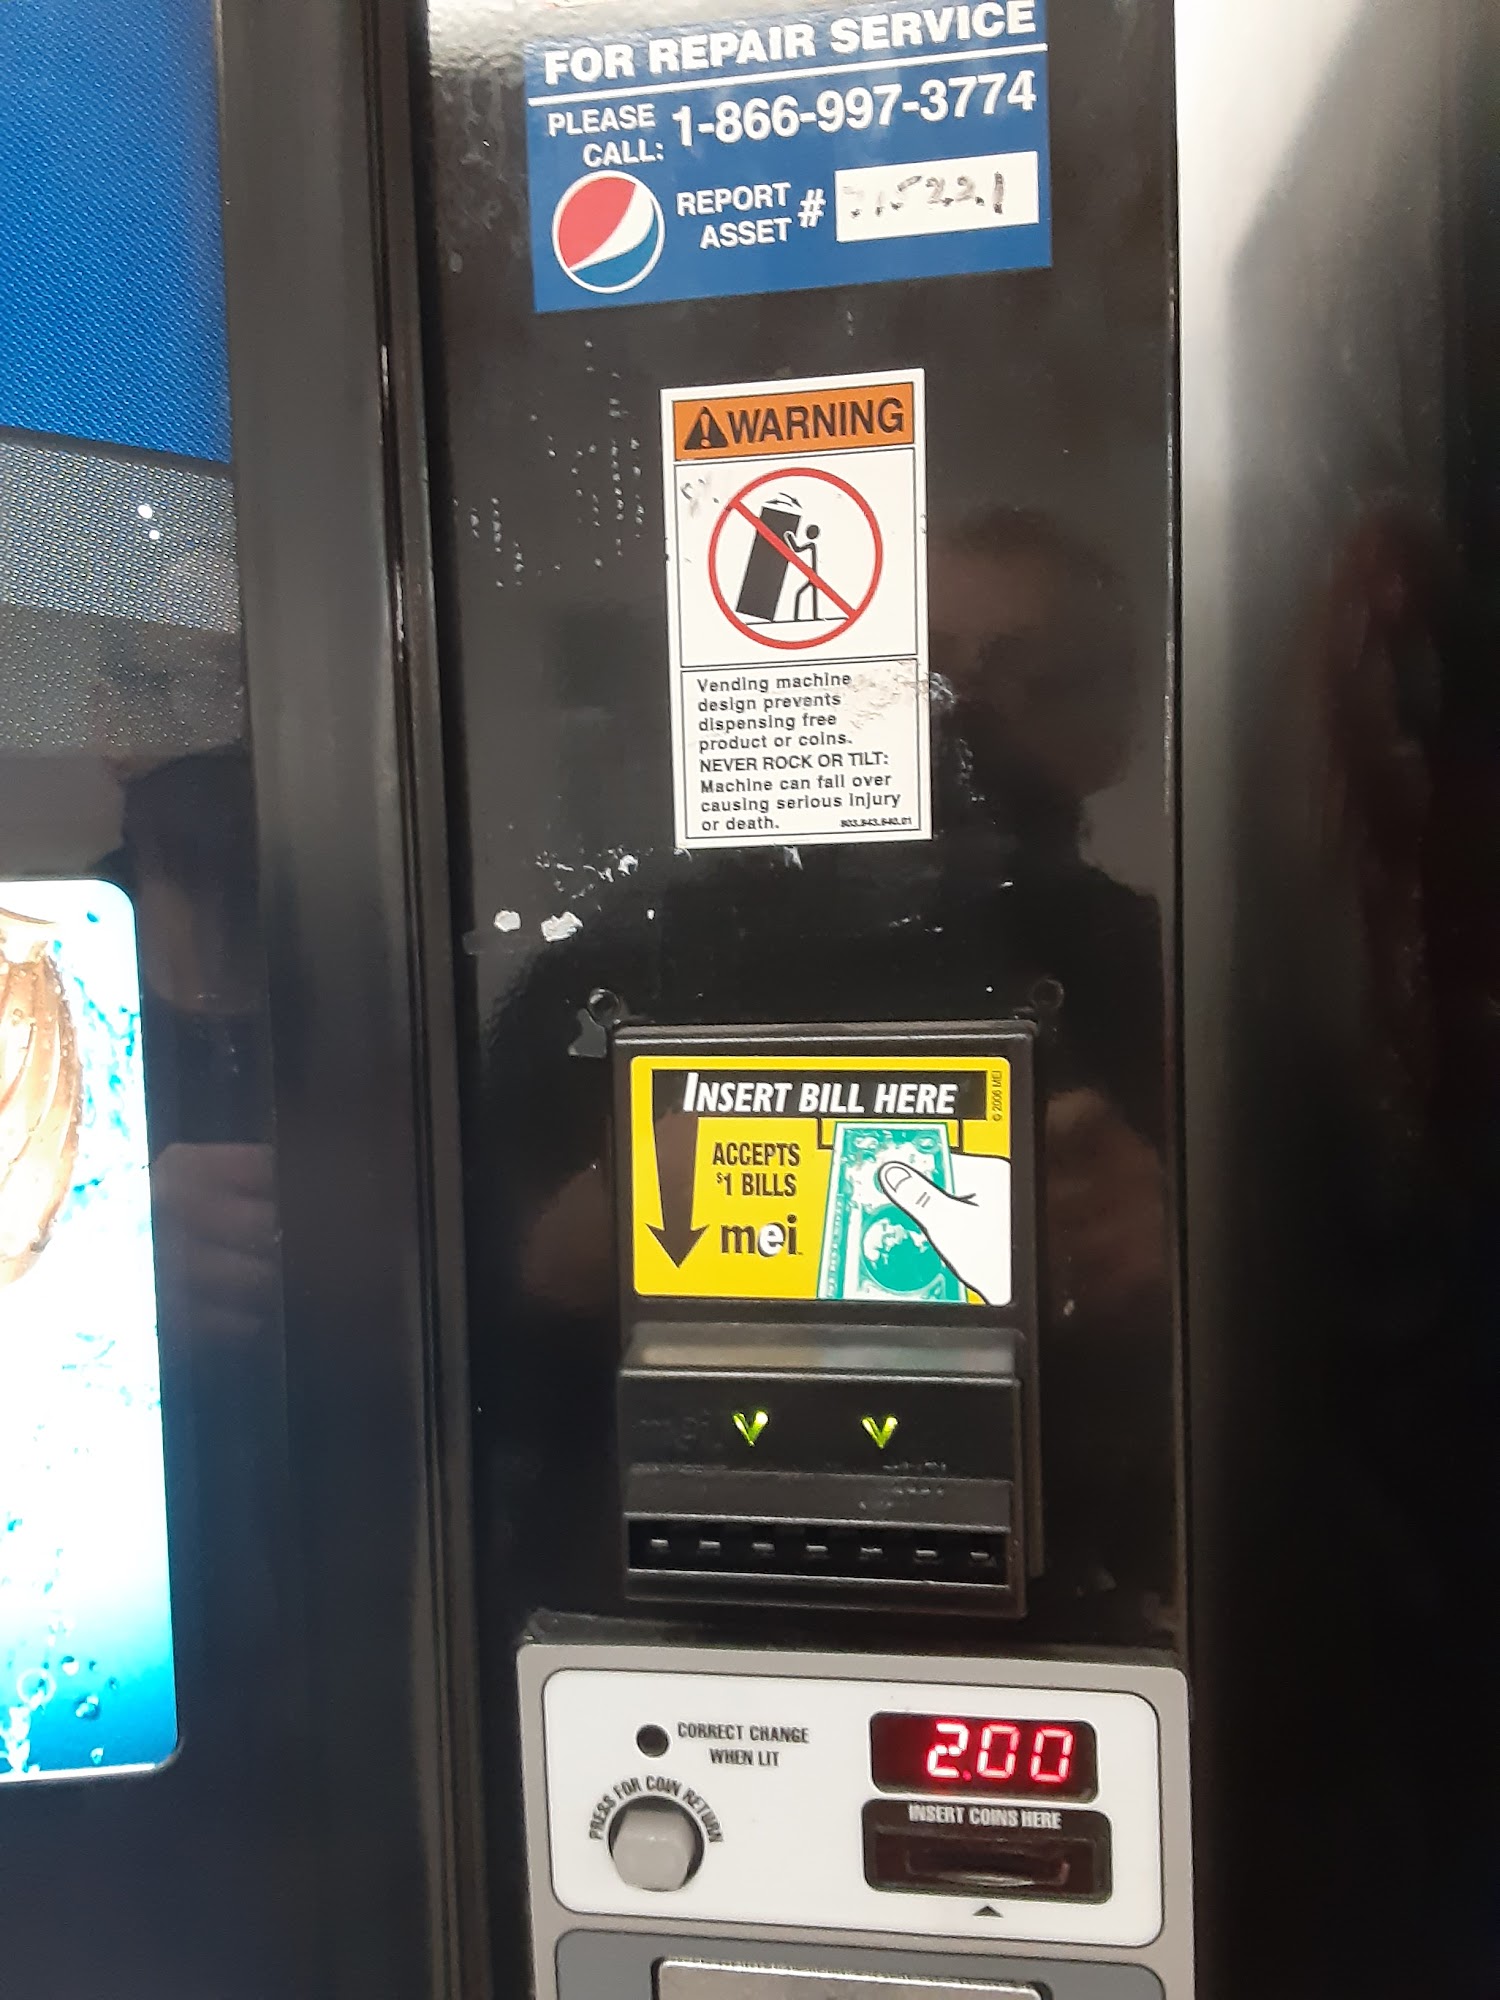 FOR REPAIR SERVICE
PLEASE CALL: 1-866-997-3774
REPORT ASSET #
WARNING
Vending machine
design prevents
dispensing free
product or coins.
NEVER ROCK OR TILT:
Machine can fall over
causing serious injury
or death.
INSERT BILL HERE
© 2006 MEI
ACCEPTS
$1 BILLS
mei
CORRECT CHANGE
WHEN LIT
2.00
PRESS FOR COIN RETURN
INSERT COINS HERE